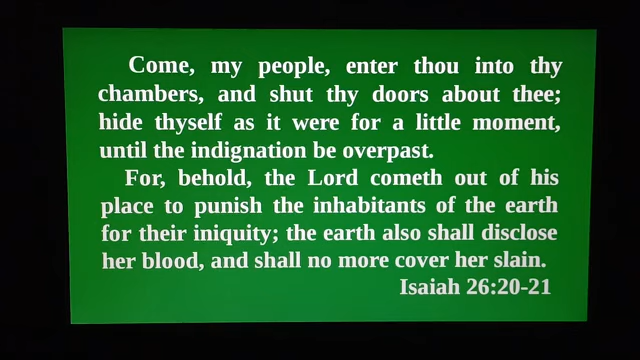 Come, my people, enter thou into thy
chambers, and shut thy doors about thee;
hide thyself as it were for a little moment,
until the indignation be overpast.
For, behold, the Lord cometh out of his
place to punish the inhabitants of the earth
for their iniquity; the earth also shall disclose
her blood, and shall no more cover her slain.
Isaiah 26:20-21